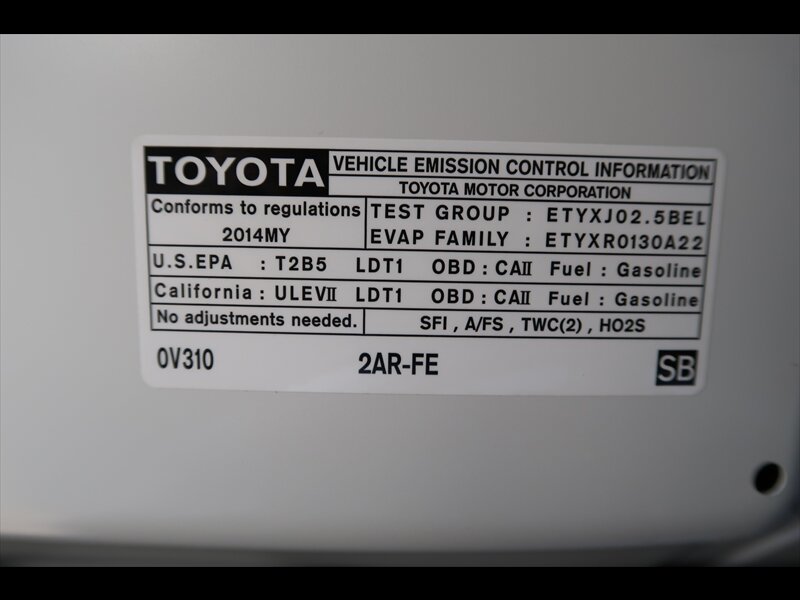 TOYOTA VEHICLE EMISSION CONTROL INFORMATION
TOYOTA MOTOR CORPORATION
Conforms to regulations TEST GROUP : ETYXJ02.5BEL
2014MY EVAP FAMILY : ETYXR0130A22
U.S.EPA : T2B5 LDT1 OBD : CAII Fuel : Gasoline
California : ULEVII LDT1 OBD : CAII Fuel : Gasoline
No adjustments needed. SFI , A/FS , TWC(2) , HO2S
0V310 2AR-FE SB